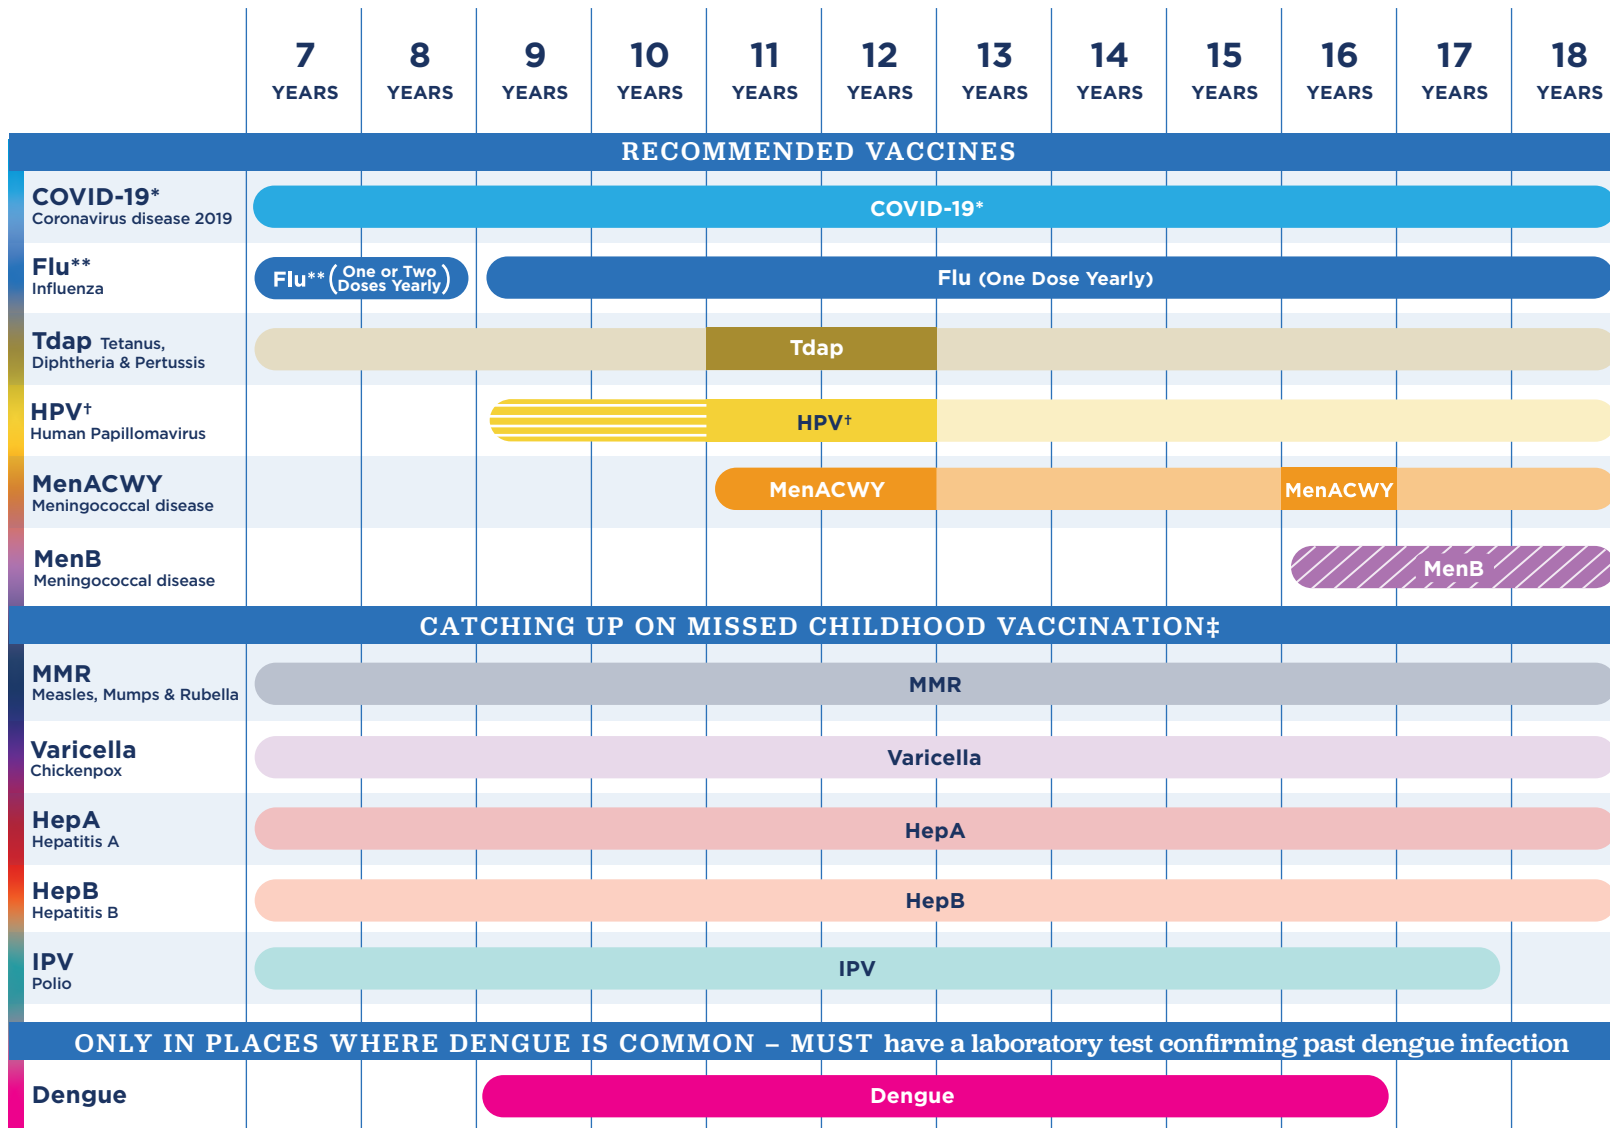 7 8 9 10 11 12 13 14 15 16 17 18
YEARS YEARS YEARS YEARS YEARS YEARS YEARS YEARS YEARS YEARS YEARS YEARS
RECOMMENDED VACCINES
COVID-19*
Coronavirus disease 2019
COVID-19*
Flu**
Influenza
Flu** (One or Two
Doses Yearly)
Flu (One Dose Yearly)
Tdap Tetanus,
Diphtheria & Pertussis
Tdap
HPV†
Human Papillomavirus
HPV†
MenACWY
Meningococcal disease
MenACWY
MenACWY
MenB
Meningococcal disease
MenB
CATCHING UP ON MISSED CHILDHOOD VACCINATION‡
MMR
Measles, Mumps & Rubella
MMR
Varicella
Chickenpox
Varicella
HepA
Hepatitis A
HepA
HepB
Hepatitis B
HepB
IPV
Polio
IPV
ONLY IN PLACES WHERE DENGUE IS COMMON – MUST have a laboratory test confirming past dengue infection
Dengue
Dengue